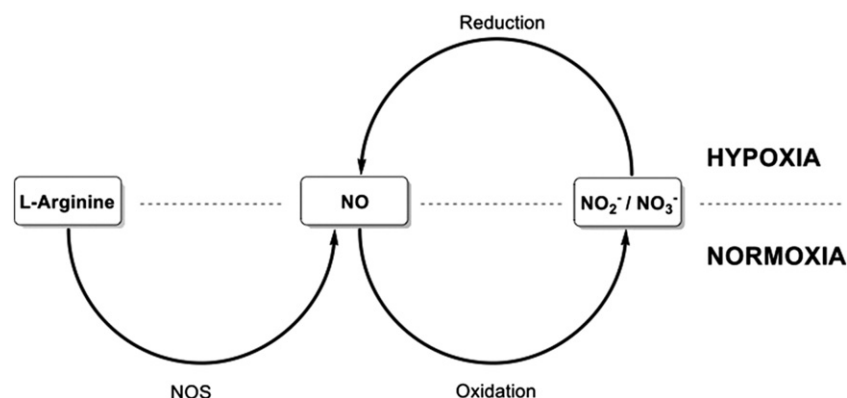 Reduction
HYPOXIA
L-Arginine
NO
NO₂⁻ / NO₃⁻
NORMOXIA
NOS
Oxidation